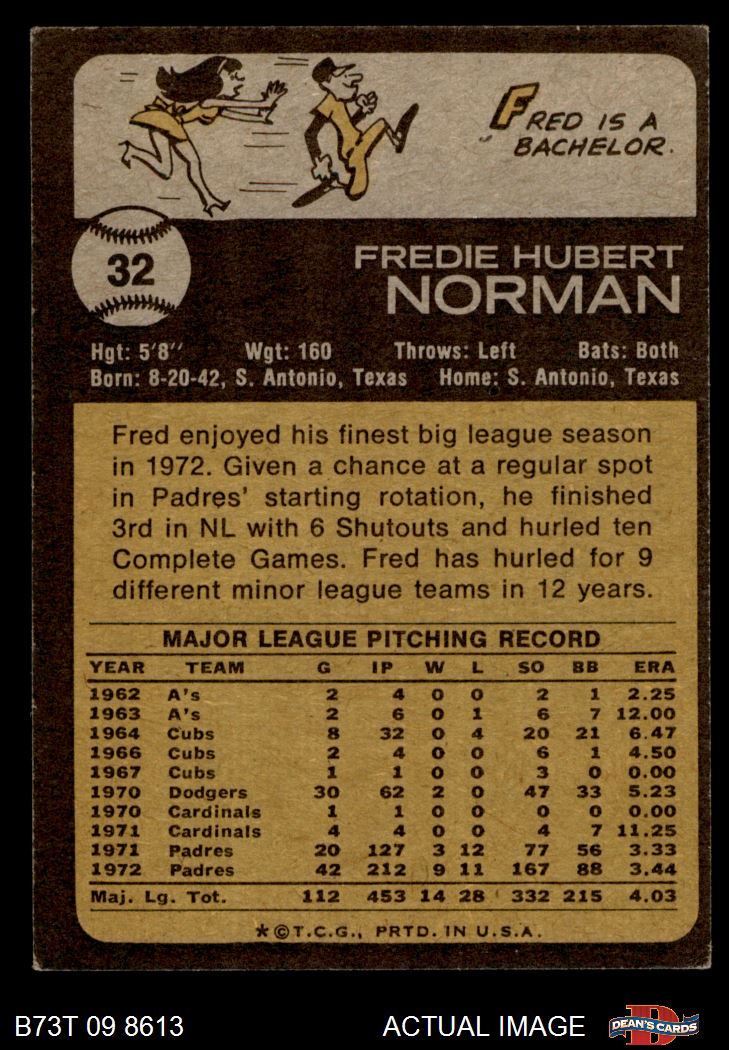 FRED IS A
BACHELOR.
32
FREDIE HUBERT
NORMAN
Hgt: 5'8" Wgt: 160 Throws: Left Bats: Both
Born: 8-20-42, S. Antonio, Texas Home: S. Antonio, Texas
Fred enjoyed his finest big league season
in 1972. Given a chance at a regular spot
in Padres' starting rotation, he finished
3rd in NL with 6 Shutouts and hurled ten
Complete Games. Fred has hurled for 9
different minor league teams in 12 years.
MAJOR LEAGUE PITCHING RECORD
YEAR TEAM G IP W L SO BB ERA
1962 A's 2 4 0 0 2 1 2.25
1963 A's 2 6 0 1 6 7 12.00
1964 Cubs 8 32 0 4 20 21 6.47
1966 Cubs 2 4 0 0 6 1 4.50
1967 Cubs 1 1 0 0 3 0 0.00
1970 Dodgers 30 62 2 0 47 33 5.23
1970 Cardinals 1 1 0 0 0 0 0.00
1971 Cardinals 4 4 0 0 4 7 11.25
1971 Padres 20 127 3 12 77 56 3.33
1972 Padres 42 212 9 11 167 88 3.44
Maj. Lg. Tot. 112 453 14 28 332 215 4.03
*©T.C.G., PRTD. IN U.S.A.
B73T 09 8613 ACTUAL IMAGE D DEAN'S CARDS